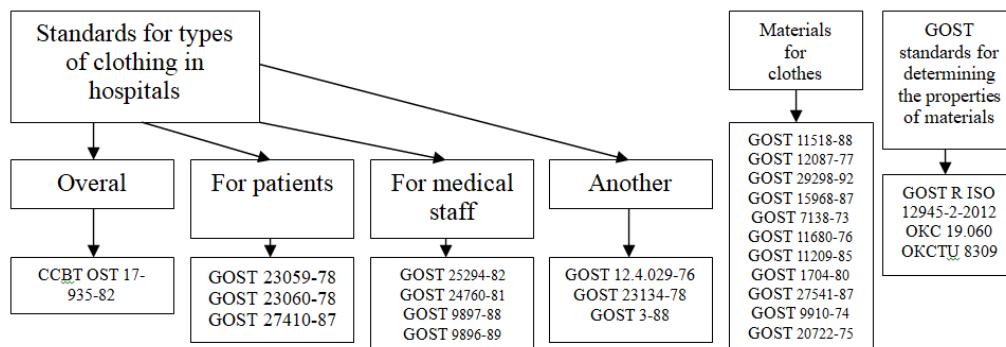 Standards for types
of clothing in
hospitals
Materials
for
clothes
GOST
standards for
determining
the properties
of materials
Overal
For patients
For medical
staff
Another
CCBT OST 17-
935-82
GOST 23059-78
GOST 23060-78
GOST 27410-87
GOST 25294-82
GOST 24760-81
GOST 9897-88
GOST 9896-89
GOST 12.4.029-76
GOST 23134-78
GOST 3-88
GOST 11518-88
GOST 12087-77
GOST 29298-92
GOST 15968-87
GOST 7138-73
GOST 11680-76
GOST 11209-85
GOST 1704-80
GOST 27541-87
GOST 9910-74
GOST 20722-75
GOST R ISO
12945-2-2012
OKC 19.060
OKCTU 8309